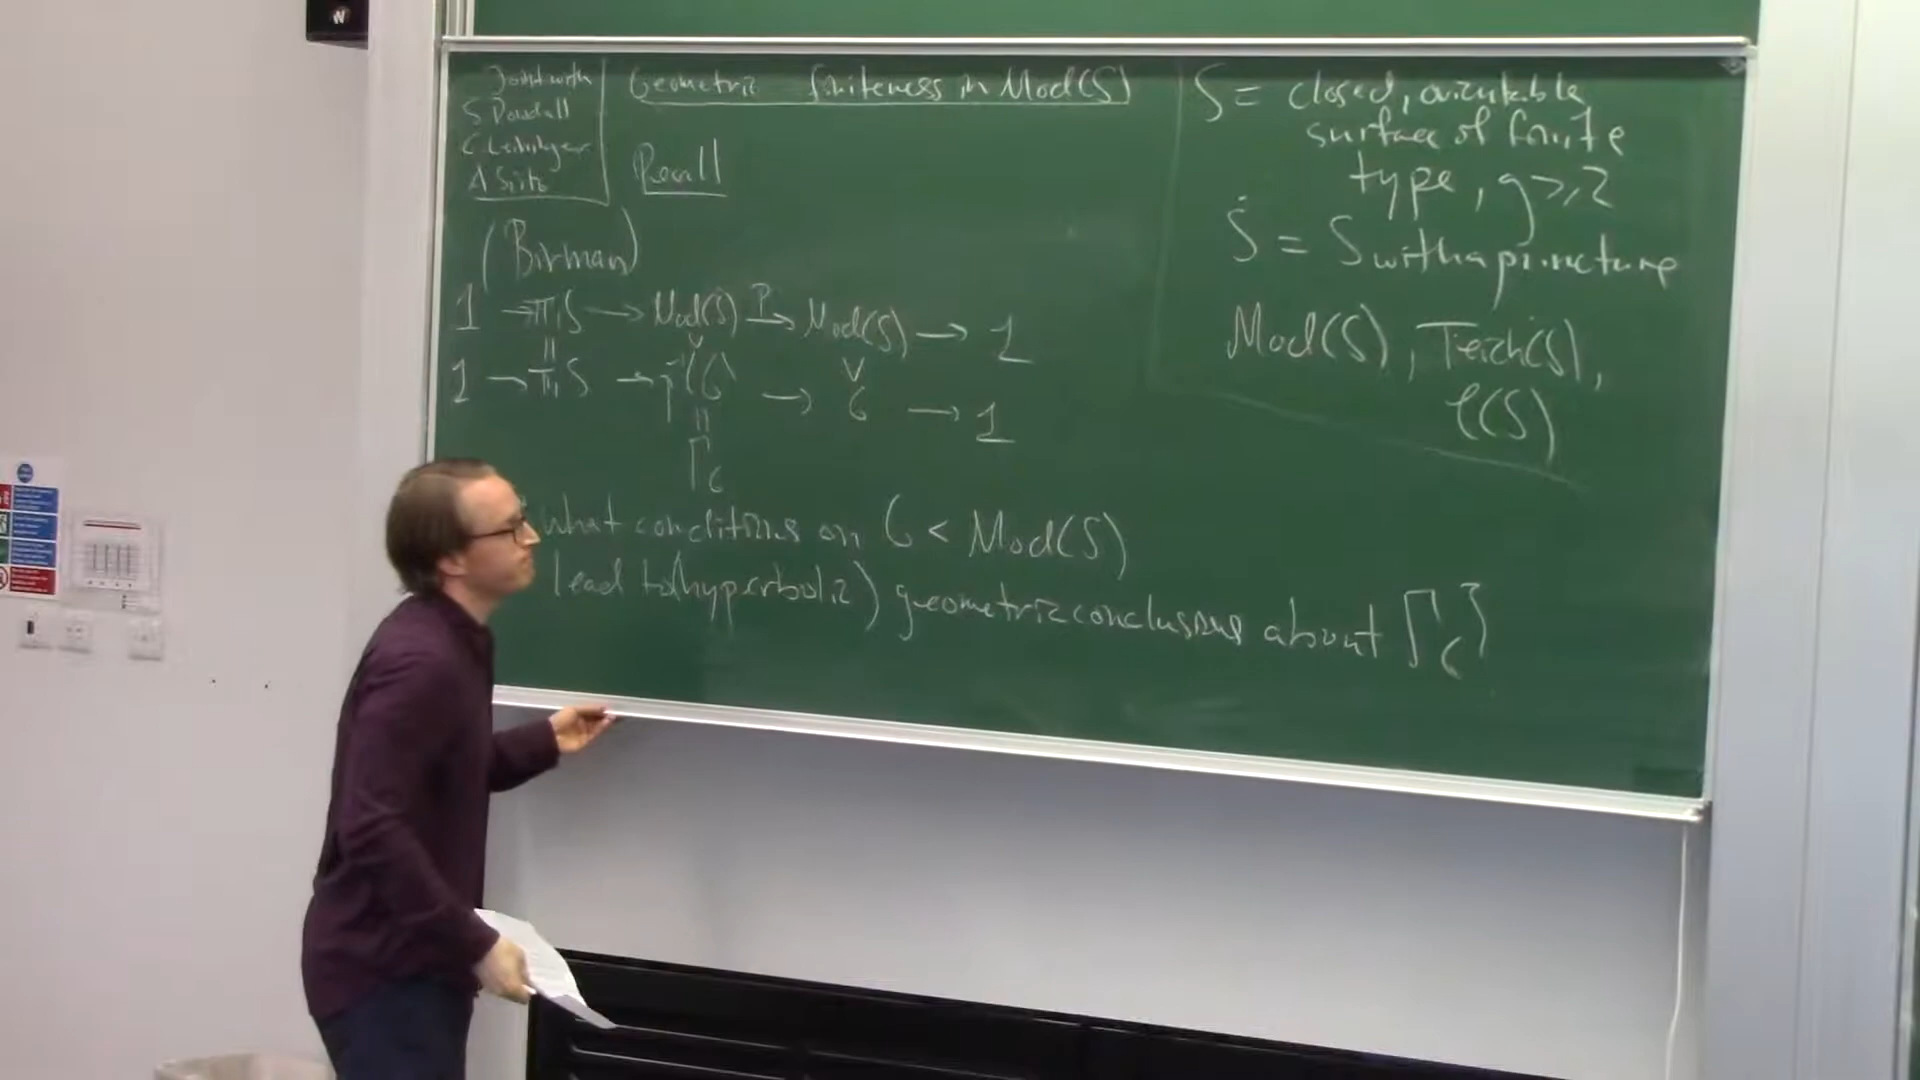 Joint with
S. Dowdall
C. Leininger
A. Sisto
Geometric finiteness in Mod(S)
Recall
(Birman)
1 → π₁S → Mod(Ṡ) →ᵖ Mod(S) → 1
1 → π₁S → p⁻¹(G) → G → 1
Γ_G
What conditions on G < Mod(S)
lead to (hyperbolic) geometric conclusions about Γ_G?
S = closed, orientable
surface of finite
type, g ≥ 2
Ṡ = S with a puncture
Mod(S), Teich(S),
C(S)